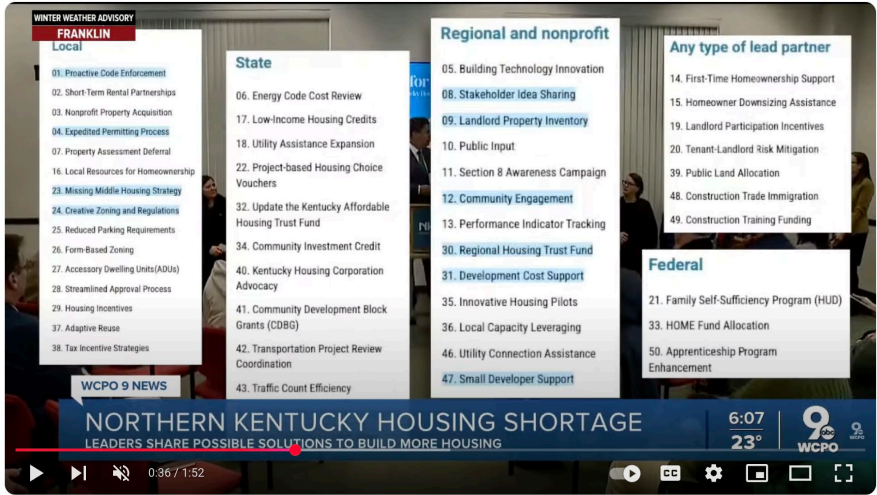 WINTER WEATHER ADVISORY
FRANKLIN
Local
01. Proactive Code Enforcement
02. Short-Term Rental Partnerships
03. Nonprofit Property Acquisition
04. Expedited Permitting Process
07. Property Assessment Deferral
16. Local Resources for Homeownership
23. Missing Middle Housing Strategy
24. Creative Zoning and Regulations
25. Reduced Parking Requirements
26. Form-Based Zoning
27. Accessory Dwelling Units(ADUs)
28. Streamlined Approval Process
29. Housing Incentives
37. Adaptive Reuse
38. Tax Incentive Strategies
State
06. Energy Code Cost Review
17. Low-Income Housing Credits
18. Utility Assistance Expansion
22. Project-based Housing Choice
Vouchers
32. Update the Kentucky Affordable
Housing Trust Fund
34. Community Investment Credit
40. Kentucky Housing Corporation
Advocacy
41. Community Development Block
Grants (CDBG)
42. Transportation Project Review
Coordination
43. Traffic Count Efficiency
for
Regional and nonprofit
05. Building Technology Innovation
08. Stakeholder Idea Sharing
09. Landlord Property Inventory
10. Public Input
11. Section 8 Awareness Campaign
12. Community Engagement
13. Performance Indicator Tracking
30. Regional Housing Trust Fund
31. Development Cost Support
35. Innovative Housing Pilots
36. Local Capacity Leveraging
46. Utility Connection Assistance
47. Small Developer Support
Any type of lead partner
14. First-Time Homeownership Support
15. Homeowner Downsizing Assistance
19. Landlord Participation Incentives
20. Tenant-Landlord Risk Mitigation
39. Public Land Allocation
48. Construction Trade Immigration
49. Construction Training Funding
Federal
21. Family Self-Sufficiency Program (HUD)
33. HOME Fund Allocation
50. Apprenticeship Program
Enhancement
WCPO 9 NEWS
NORTHERN KENTUCKY HOUSING SHORTAGE
LEADERS SHARE POSSIBLE SOLUTIONS TO BUILD MORE HOUSING
6:07
23°
9
abc
WCPO
9
WCPO
0:36 / 1:52
CC